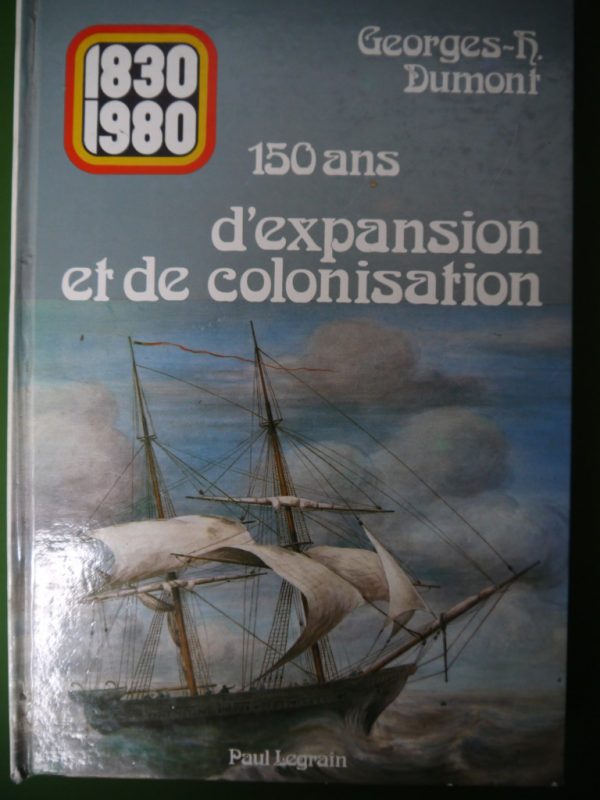 1830
1980
Georges-H.
Dumont
150 ans
d'expansion
et de colonisation
Paul Legrain